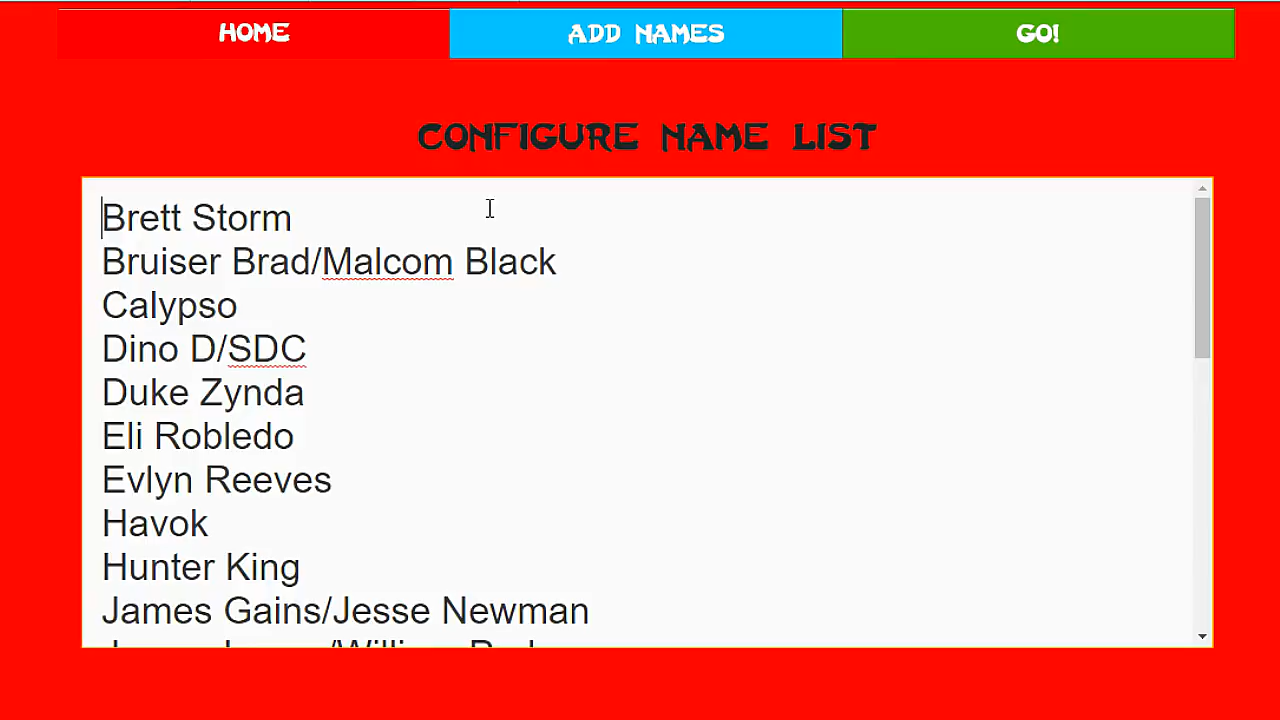 HOME
ADD NAMES
GO!
CONFIGURE NAME LIST
Brett Storm
Bruiser Brad/Malcom Black
Calypso
Dino D/SDC
Duke Zynda
Eli Robledo
Evlyn Reeves
Havok
Hunter King
James Gains/Jesse Newman